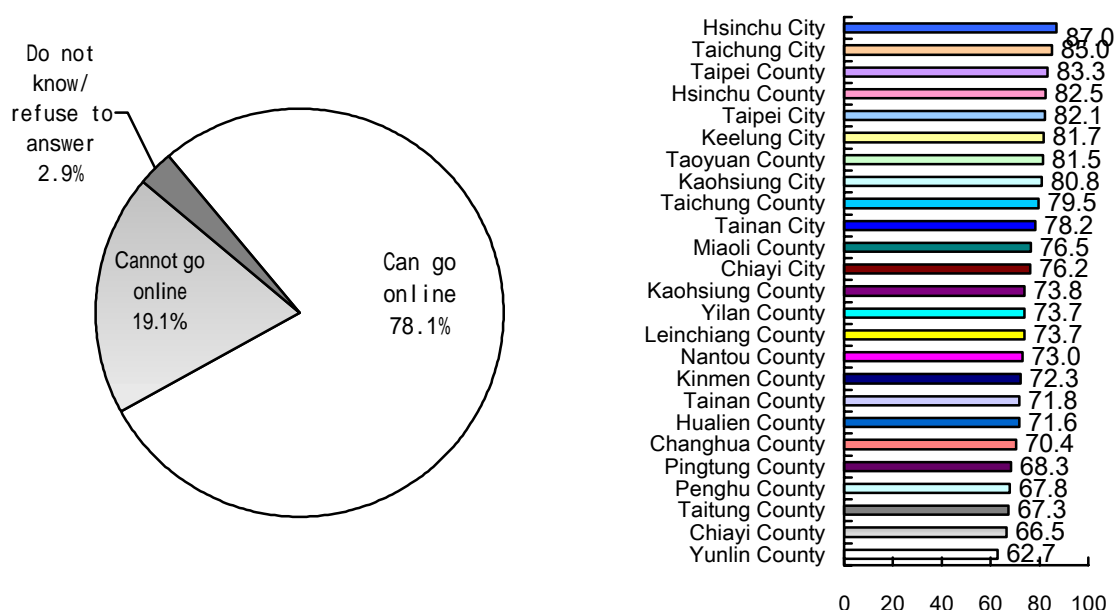 Do not
know/
refuse to
answer
2.9%
Cannot go
online
19.1%
Can go
online
78.1%
Hsinchu City 87.0
Taichung City 85.0
Taipei County 83.3
Hsinchu County 82.5
Taipei City 82.1
Keelung City 81.7
Taoyuan County 81.5
Kaohsiung City 80.8
Taichung County 79.5
Tainan City 78.2
Miaoli County 76.5
Chiayi City 76.2
Kaohsiung County 73.8
Yilan County 73.7
Leinchiang County 73.7
Nantou County 73.0
Kinmen County 72.3
Tainan County 71.8
Hualien County 71.6
Changhua County 70.4
Pingtung County 68.3
Penghu County 67.8
Taitung County 67.3
Chiayi County 66.5
Yunlin County 62.7
0 20 40 60 80 100